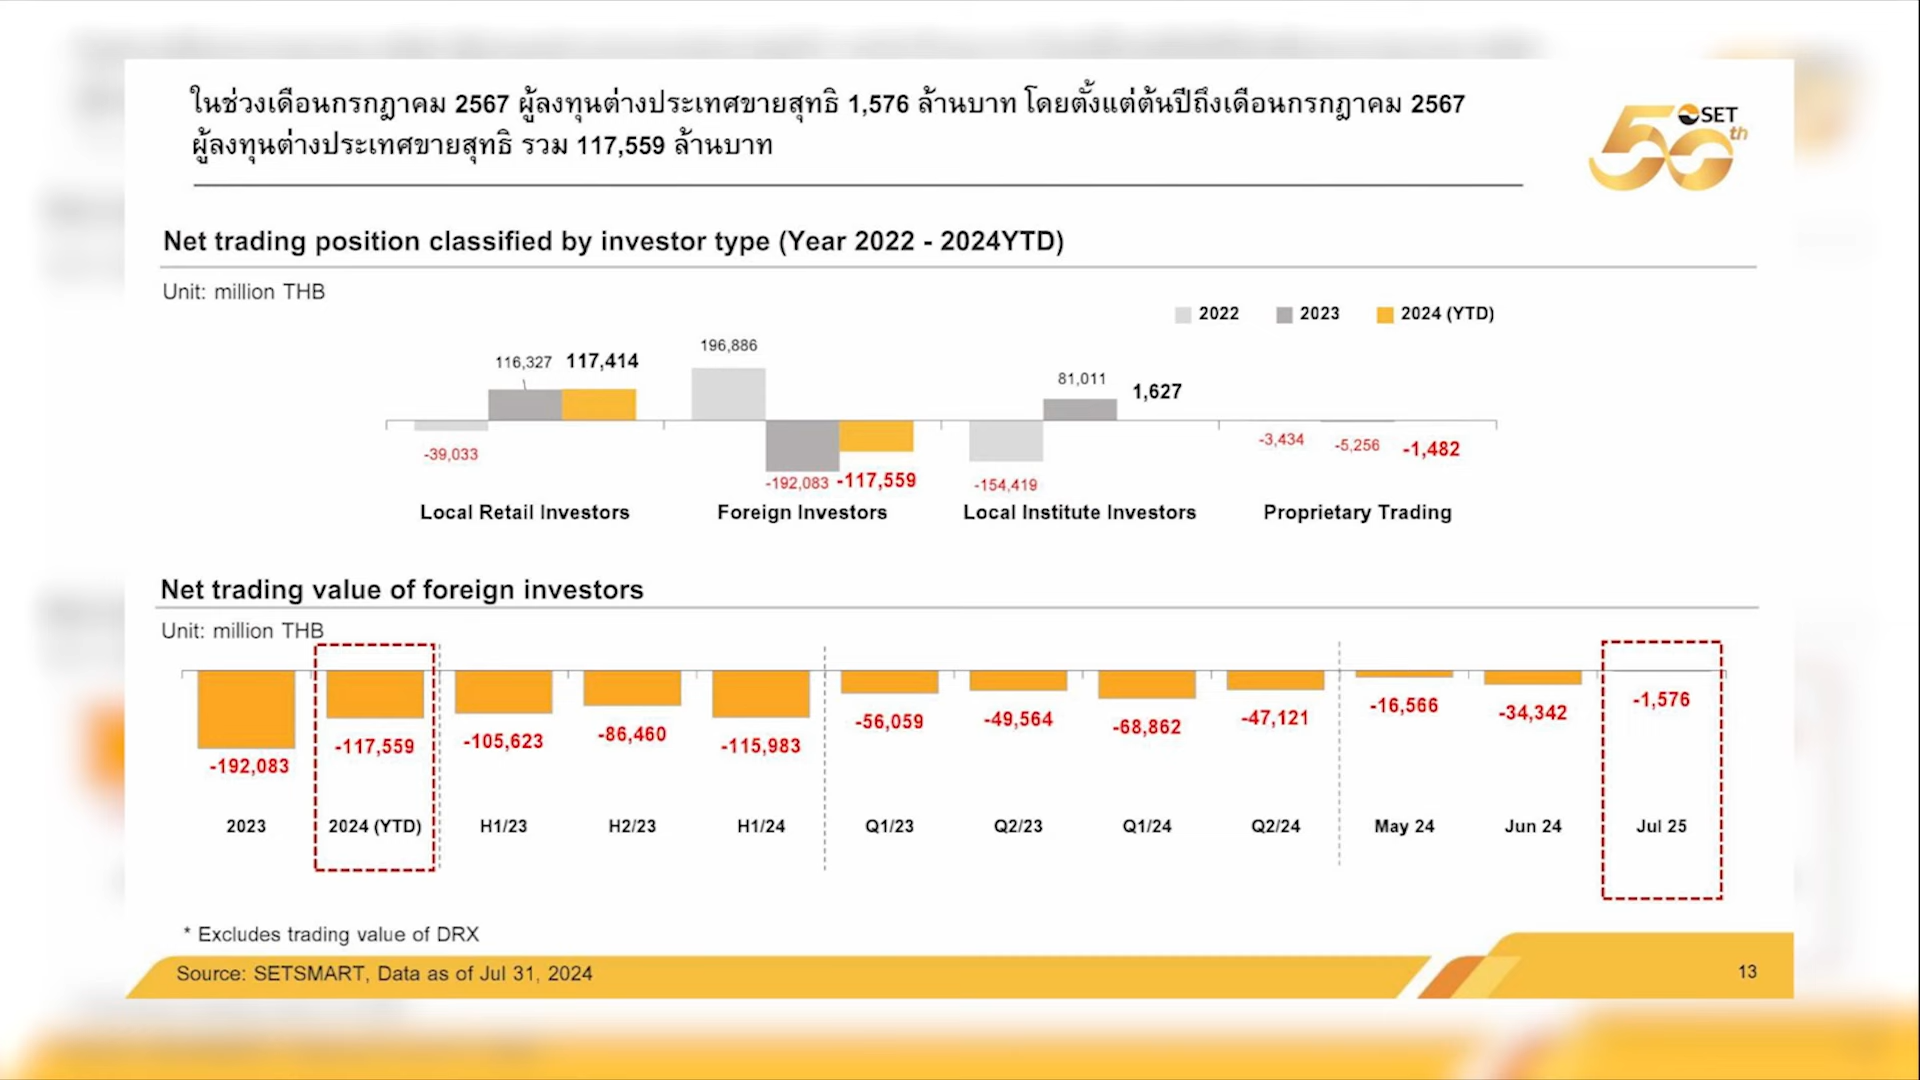 ในช่วงเดือนกรกฎาคม 2567 ผู้ลงทุนต่างประเทศขายสุทธิ 1,576 ล้านบาท โดยตั้งแต่ต้นปีถึงเดือนกรกฎาคม 2567
ผู้ลงทุนต่างประเทศขายสุทธิ รวม 117,559 ล้านบาท
SET
50th
Net trading position classified by investor type (Year 2022 - 2024YTD)
Unit: million THB
2022 2023 2024 (YTD)
116,327 117,414 196,886 81,011 1,627
-39,033 -192,083 -117,559 -154,419 -3,434 -5,256 -1,482
Local Retail Investors Foreign Investors Local Institute Investors Proprietary Trading
Net trading value of foreign investors
Unit: million THB
-192,083 -117,559 -105,623 -86,460 -115,983 -56,059 -49,564 -68,862 -47,121 -16,566 -34,342 -1,576
2023 2024 (YTD) H1/23 H2/23 H1/24 Q1/23 Q2/23 Q1/24 Q2/24 May 24 Jun 24 Jul 25
* Excludes trading value of DRX
Source: SETSMART, Data as of Jul 31, 2024
13